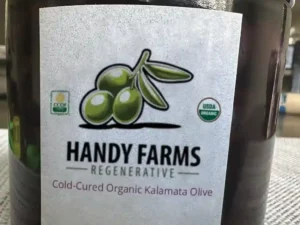 USDA
ORGANIC
HANDY FARMS
REGENERATIVE
Cold-Cured Organic Kalamata Olive